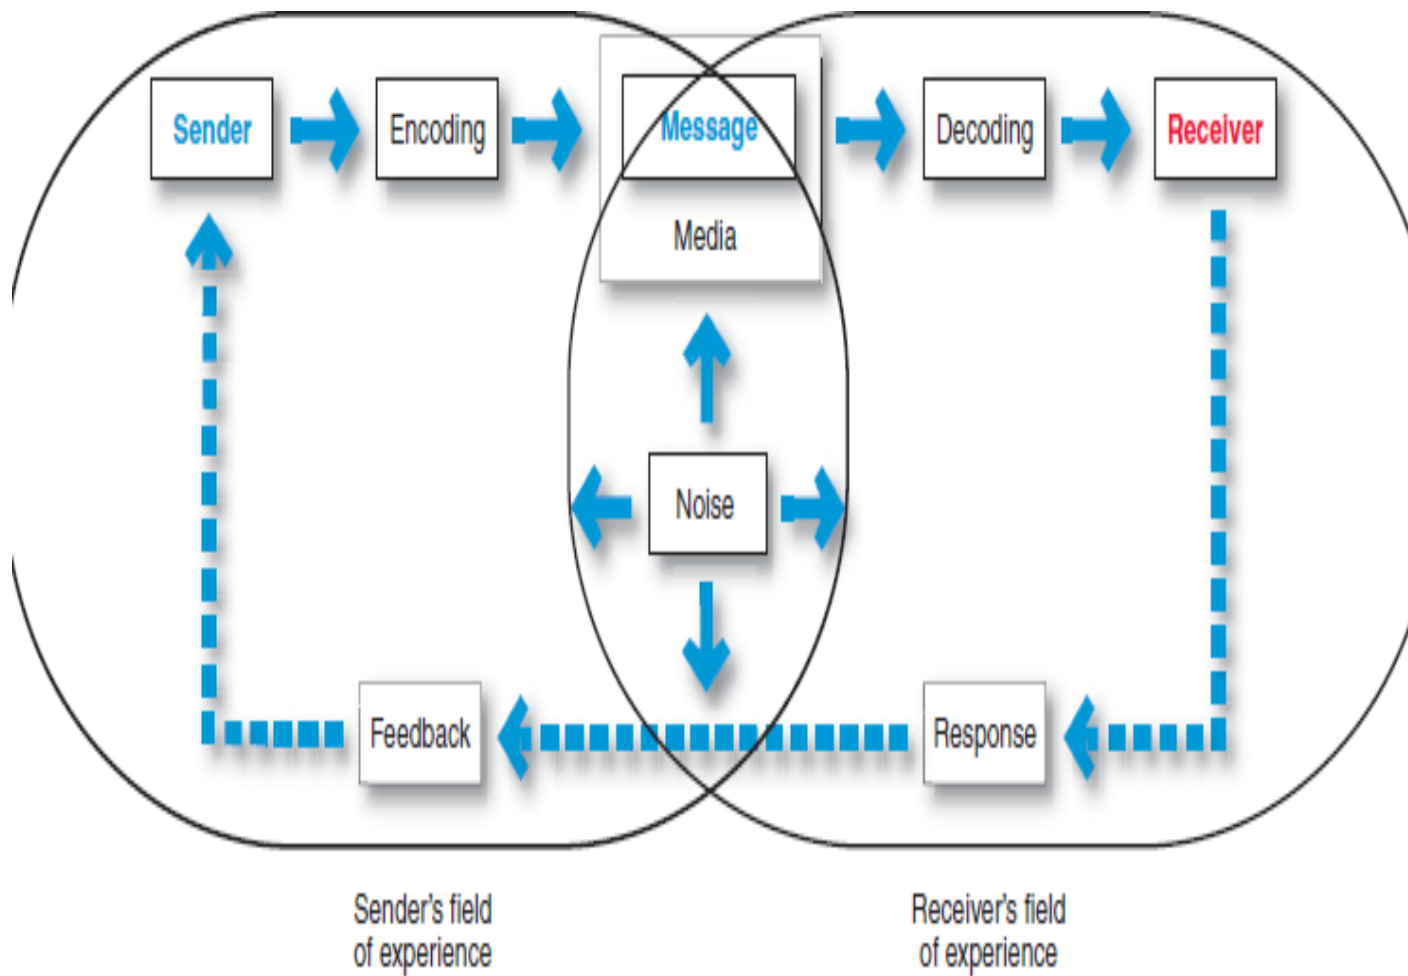 Sender
Encoding
Message
Decoding
Receiver
Media
Noise
Feedback
Response
Sender's field
of experience
Receiver's field
of experience